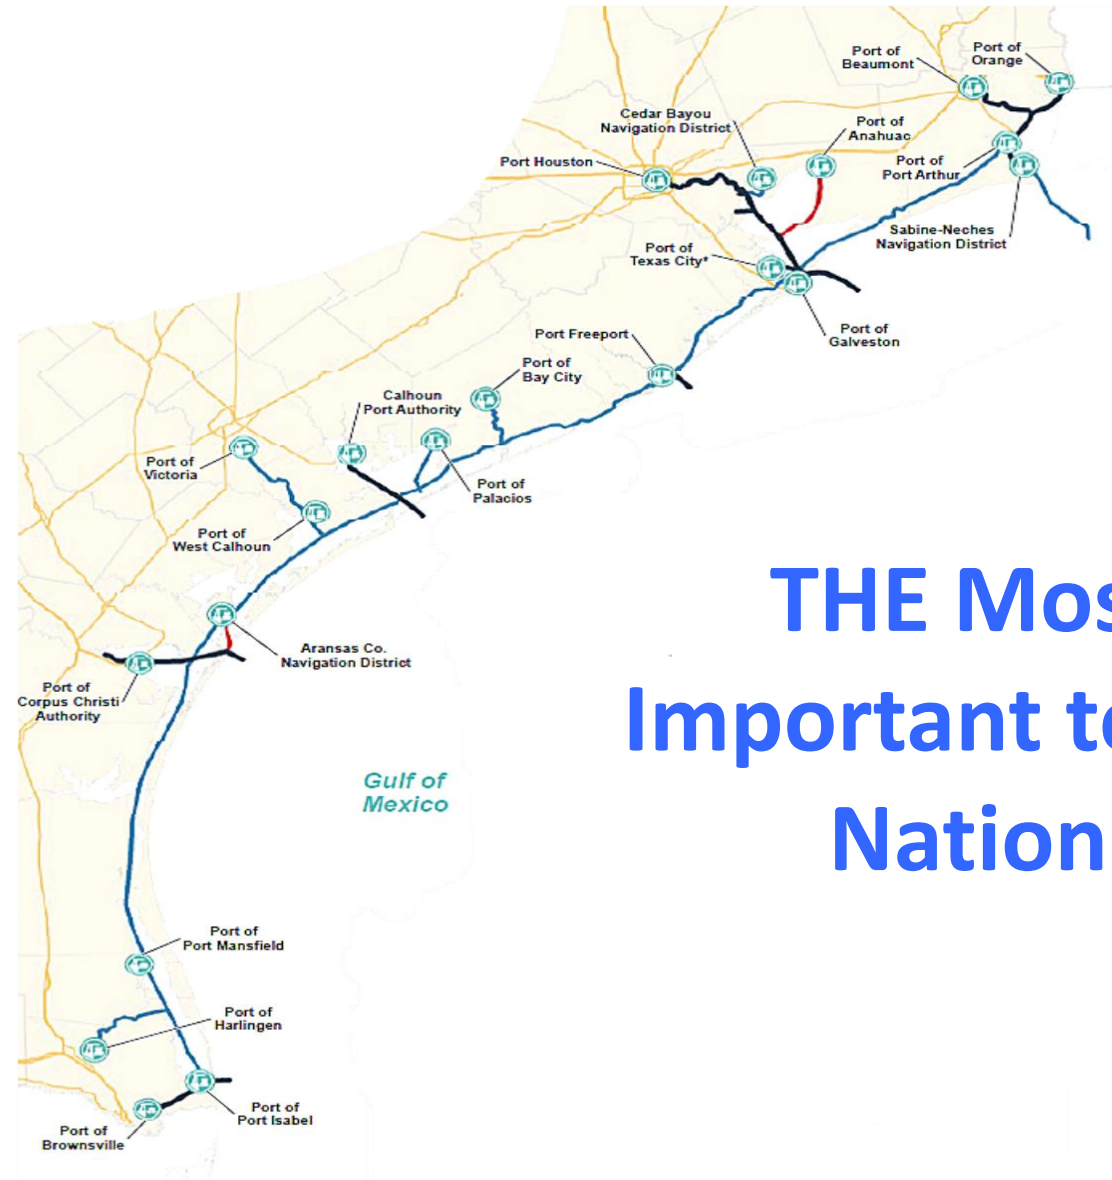 Port of
Beaumont
Port of
Orange
Cedar Bayou
Navigation District
Port of
Anahuac
Port Houston
Port of
Port Arthur
Sabine-Neches
Navigation District
Port of
Texas City*
Port of
Galveston
Port Freeport
Port of
Bay City
Calhoun
Port Authority
Port of
Victoria
Port of
Palacios
Port of
West Calhoun
THE Mos
Important to
Nation
Aransas Co.
Navigation District
Port of
Corpus Christi
Authority
Gulf of
Mexico
Port of
Port Mansfield
Port of
Harlingen
Port of
Port Isabel
Port of
Brownsville